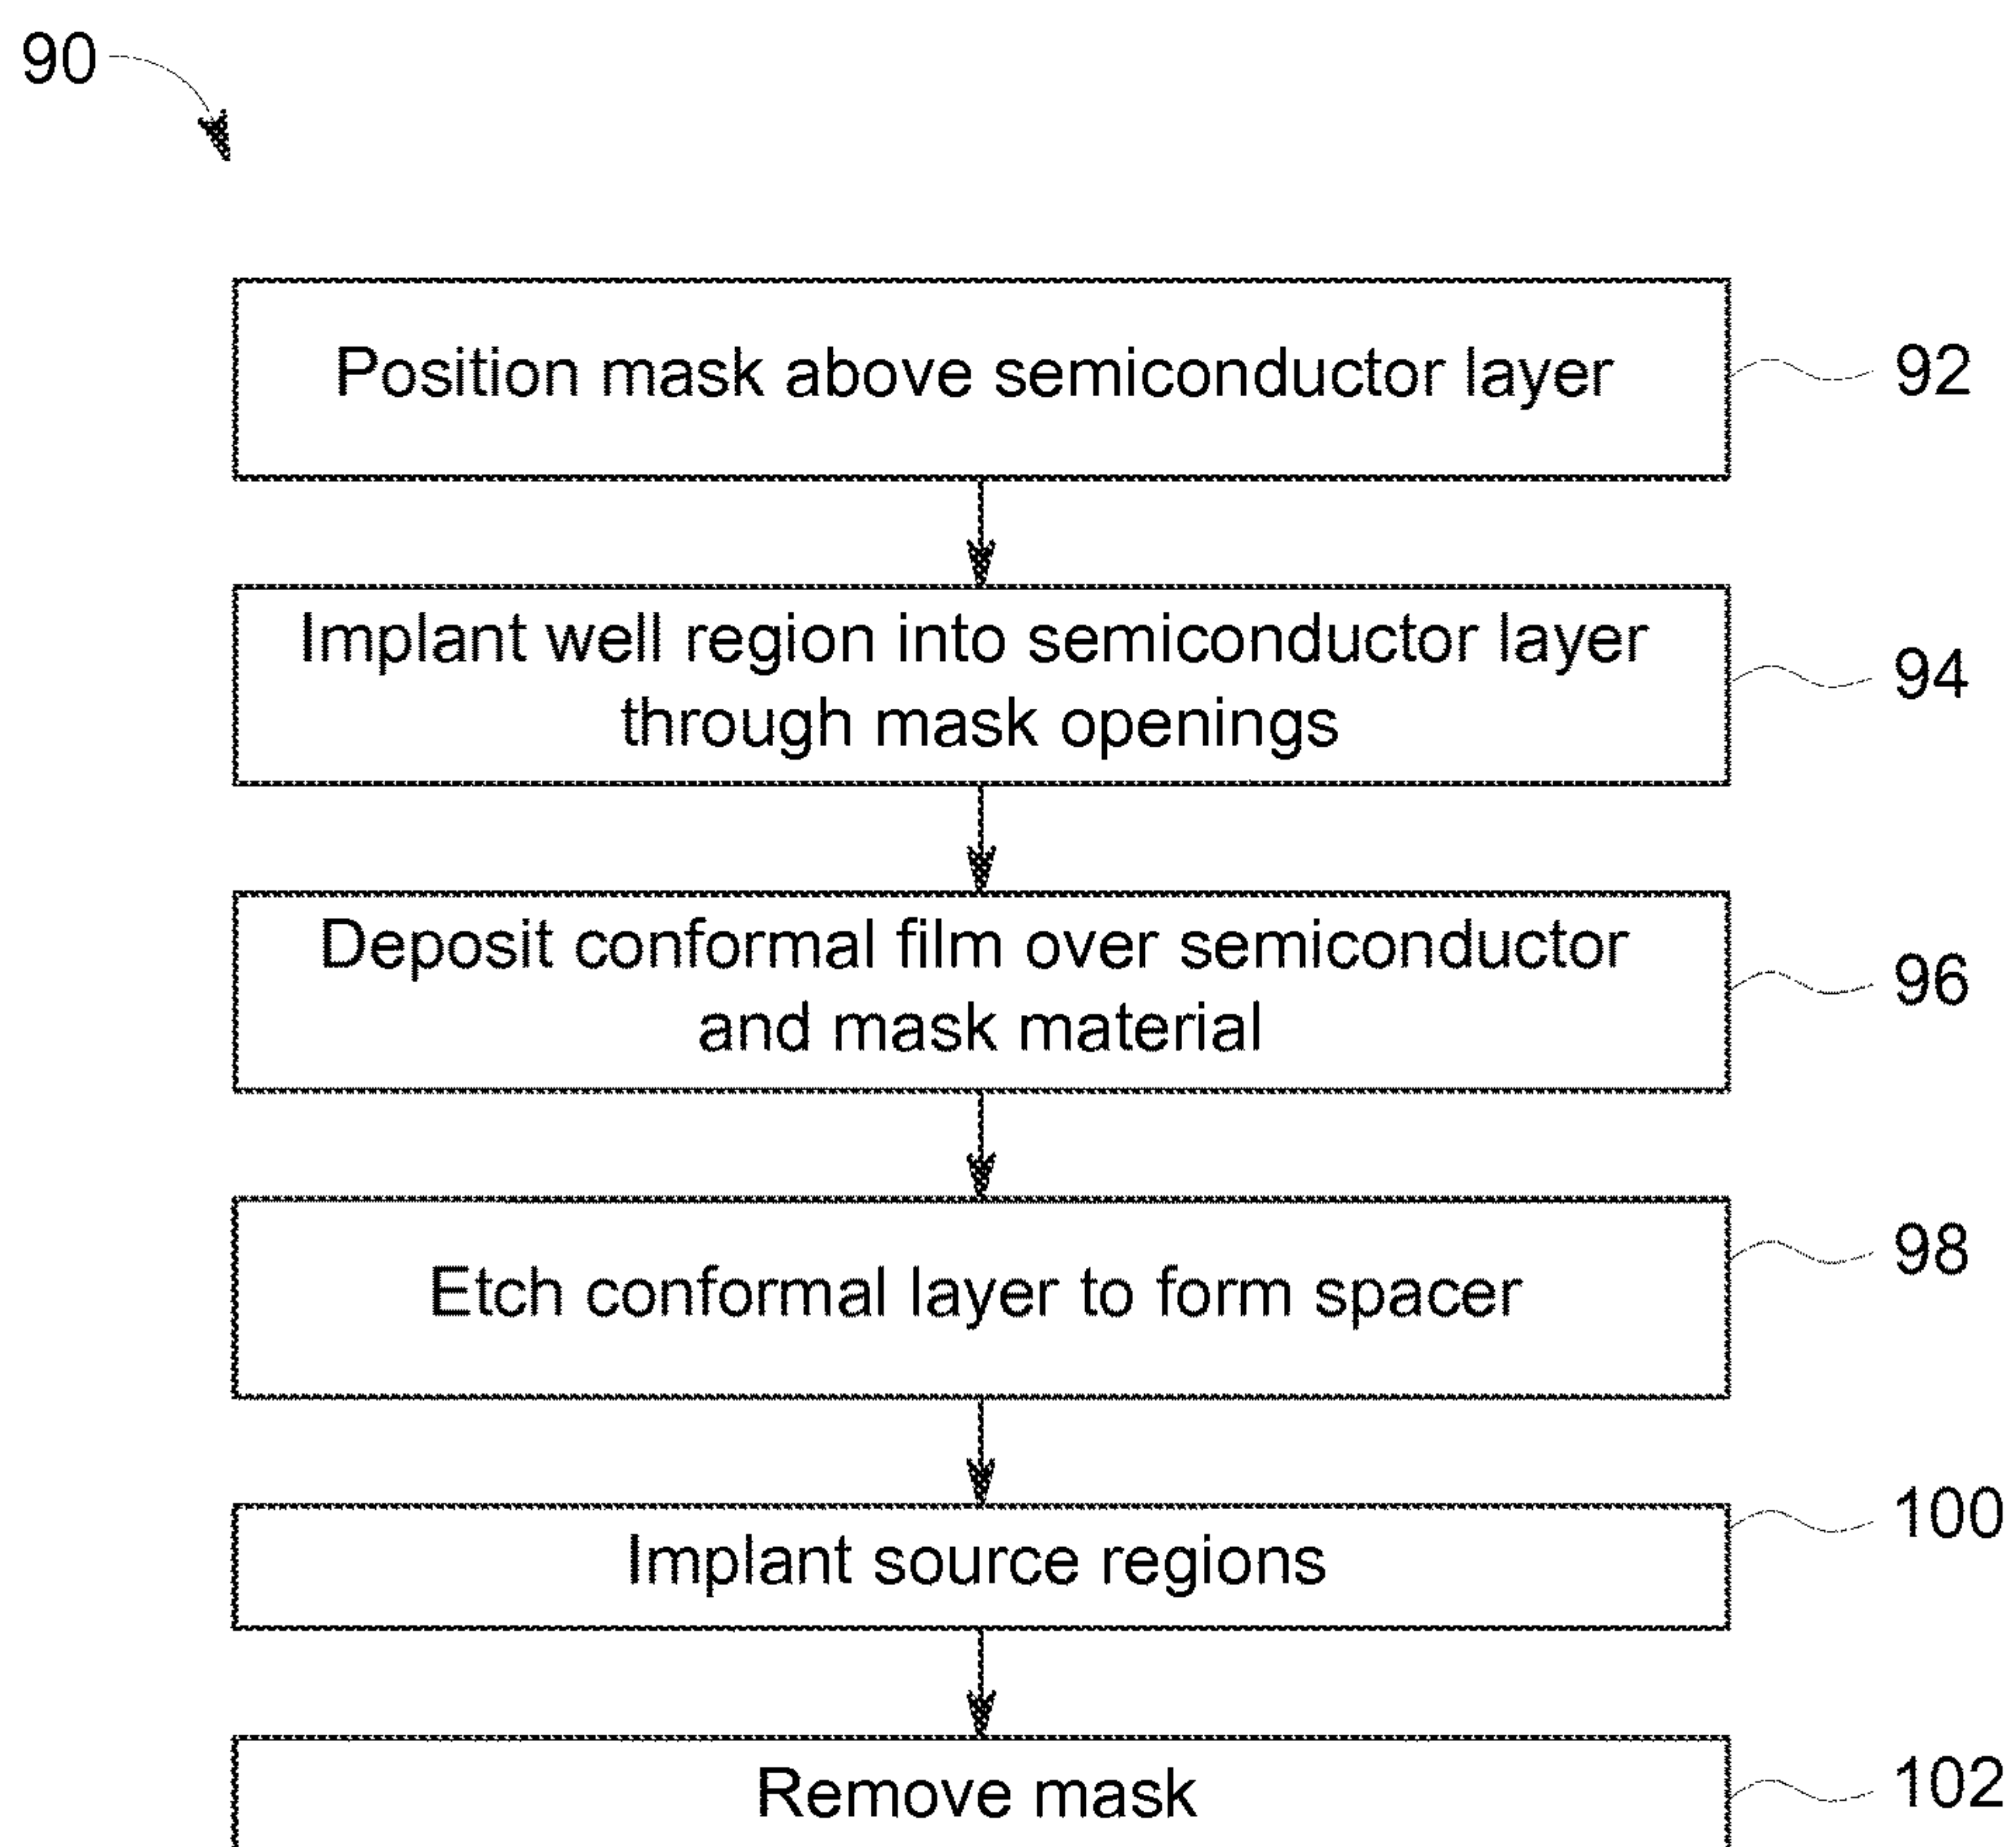 90
Position mask above semiconductor layer
92
Implant well region into semiconductor layer
through mask openings
94
Deposit conformal film over semiconductor
and mask material
96
Etch conformal layer to form spacer
98
Implant source regions
100
Remove mask
102